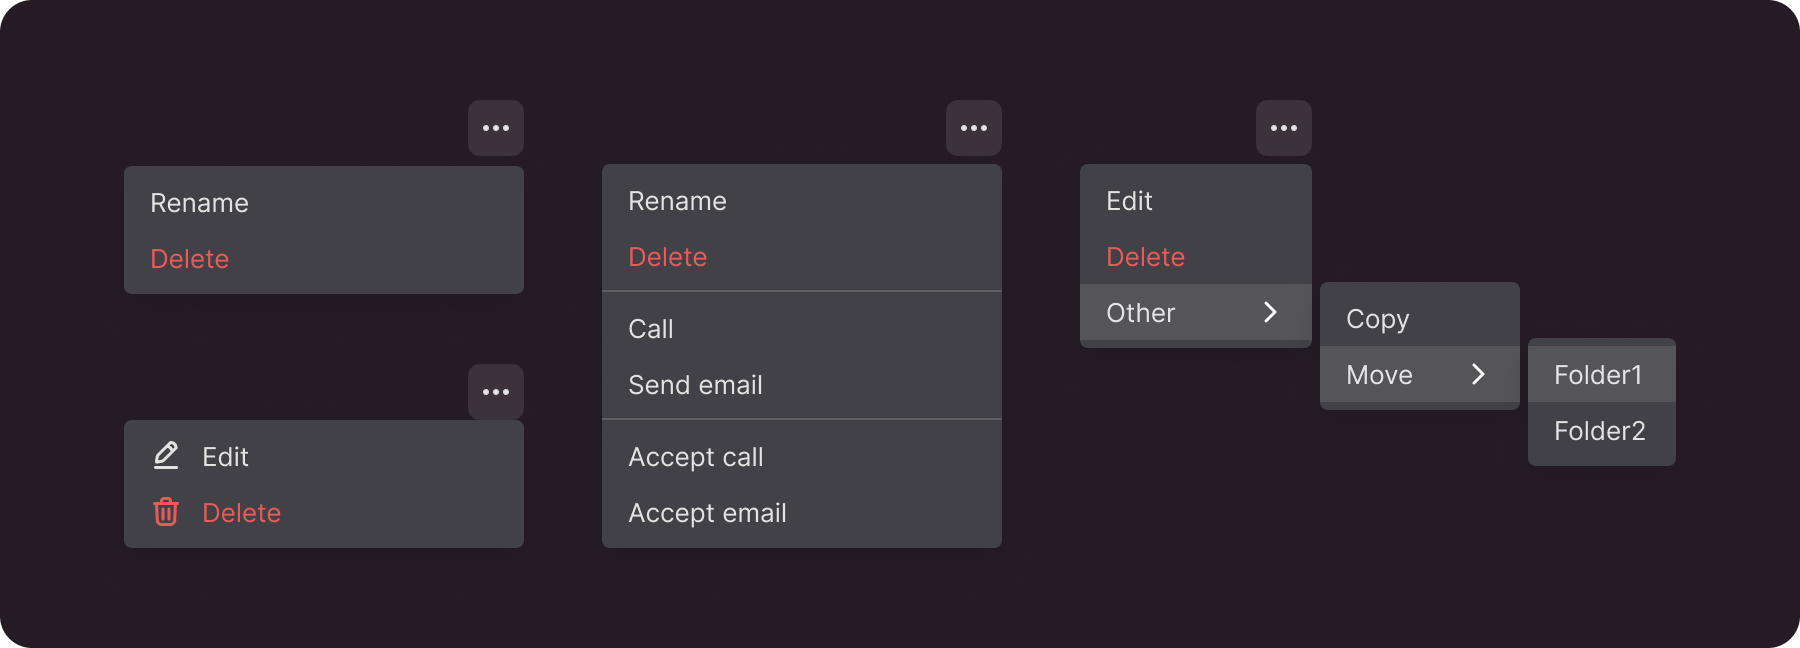 Rename
Delete
Edit
Delete
Rename
Delete
Call
Send email
Accept call
Accept email
Edit
Delete
Other
Copy
Move
Folder1
Folder2